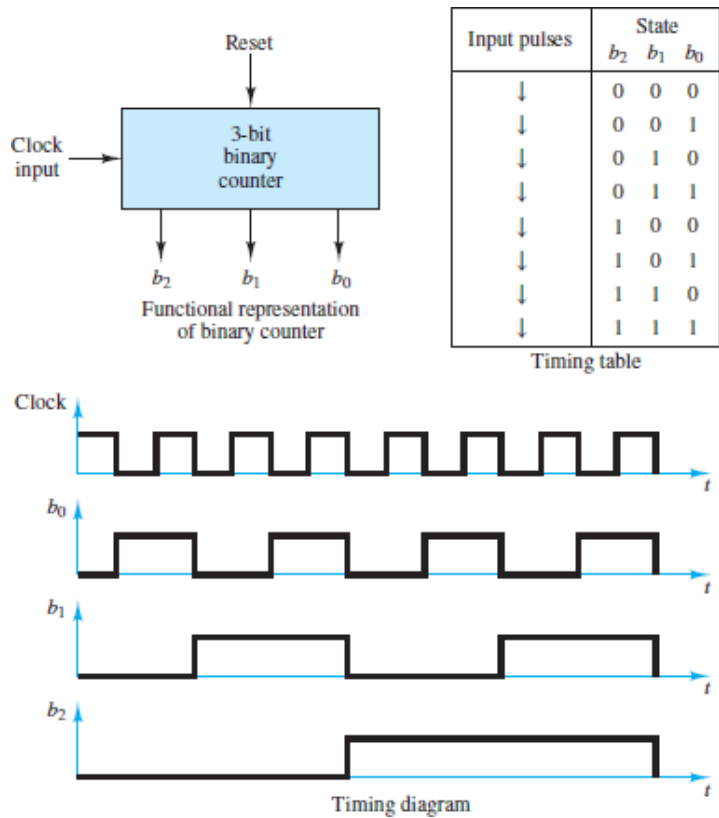 Reset
Clock
input
3-bit
binary
counter
b₂ b₁ b₀
Functional representation
of binary counter
Input pulses State
b₂ b₁ b₀
↓ 0 0 0
↓ 0 0 1
↓ 0 1 0
↓ 0 1 1
↓ 1 0 0
↓ 1 0 1
↓ 1 1 0
↓ 1 1 1
Timing table
Clock
t
b₀
t
b₁
t
b₂
t
Timing diagram